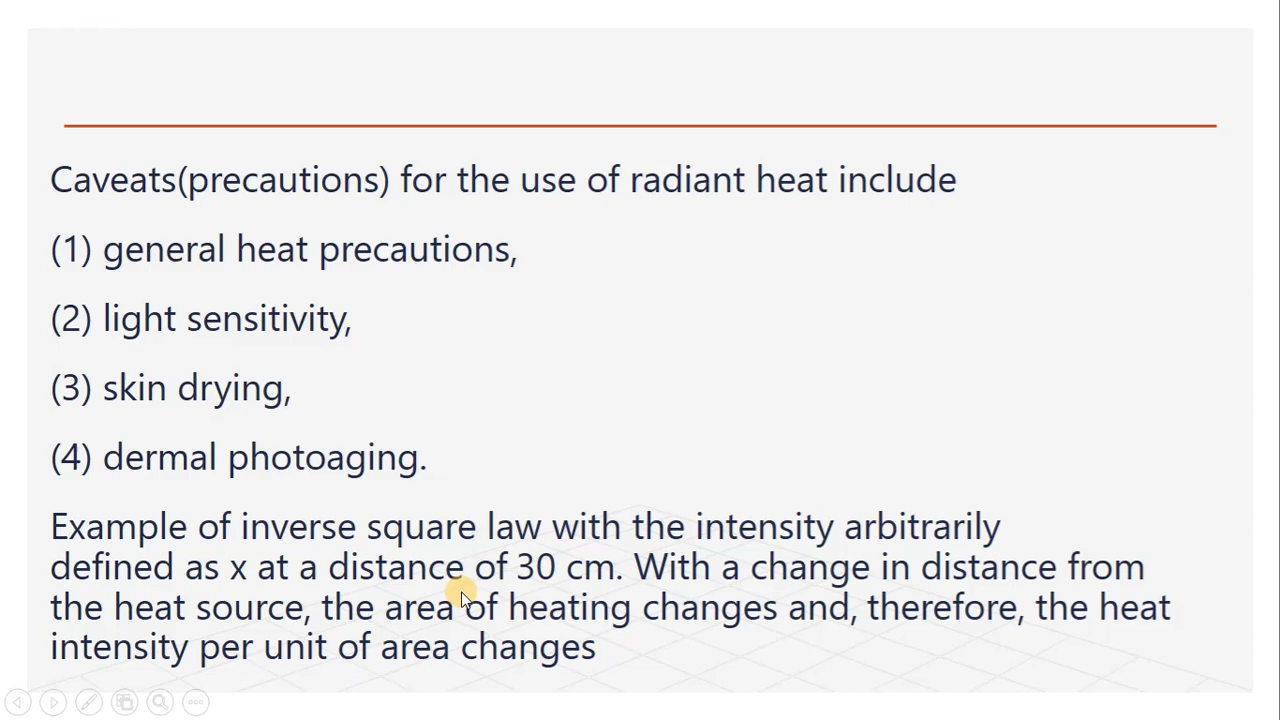 Caveats(precautions) for the use of radiant heat include
(1) general heat precautions,
(2) light sensitivity,
(3) skin drying,
(4) dermal photoaging.
Example of inverse square law with the intensity arbitrarily
defined as x at a distance of 30 cm. With a change in distance from
the heat source, the area of heating changes and, therefore, the heat
intensity per unit of area changes